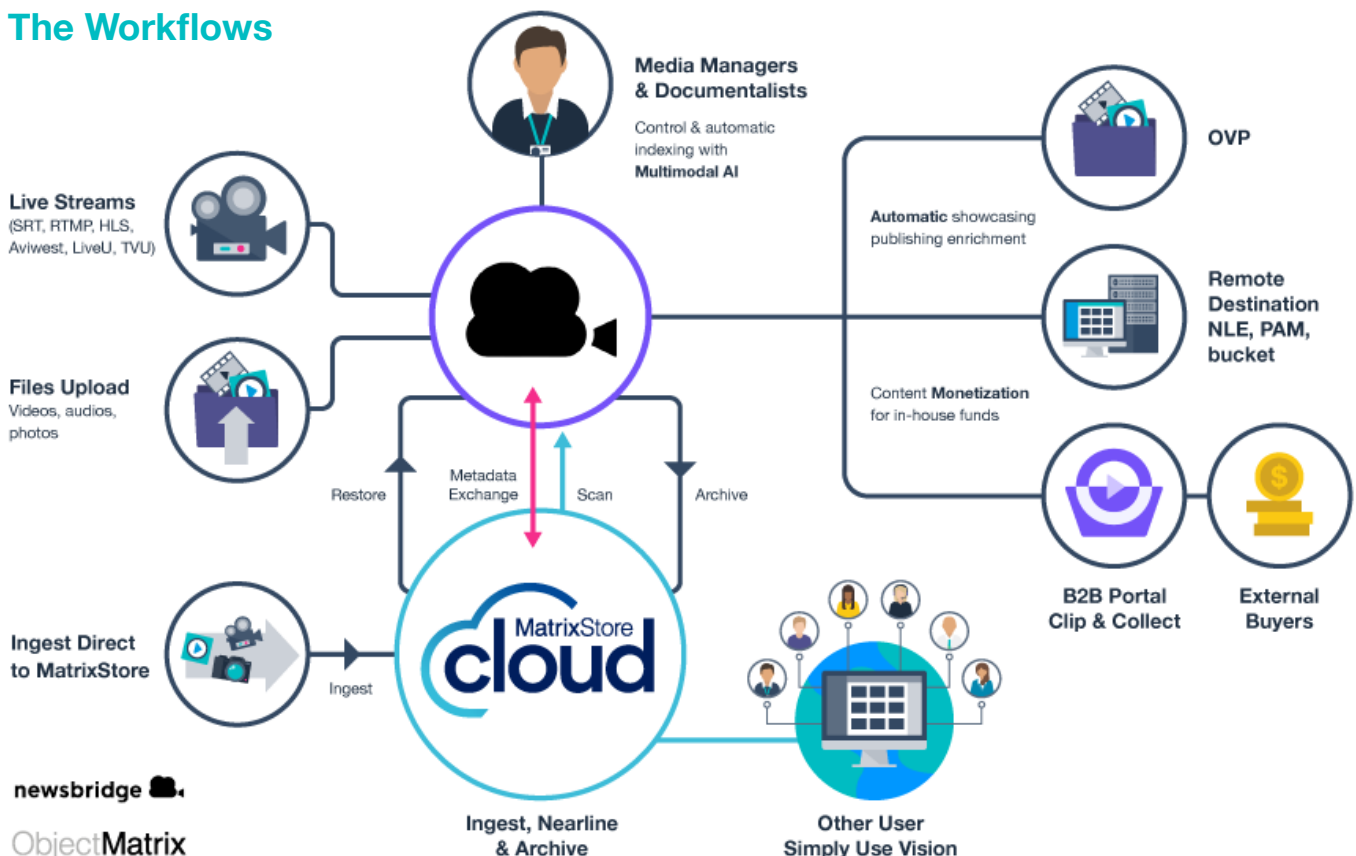 The Workflows
Media Managers
& Documentalists
Control & automatic
indexing with
Multimodal AI
Live Streams
(SRT, RTMP, HLS,
Aviwest, LiveU, TVU)
Files Upload
Videos, audios,
photos
OVP
Automatic showcasing
publishing enrichment
Remote
Destination
NLE, PAM,
bucket
Content Monetization
for in-house funds
Restore
Metadata
Exchange
Scan
Archive
$
B2B Portal
Clip & Collect
External
Buyers
Ingest Direct
to MatrixStore
Ingest
MatrixStore
cloud
Ingest, Nearline
& Archive
Other User
Simply Use Vision
newsbridge
ObjectMatrix